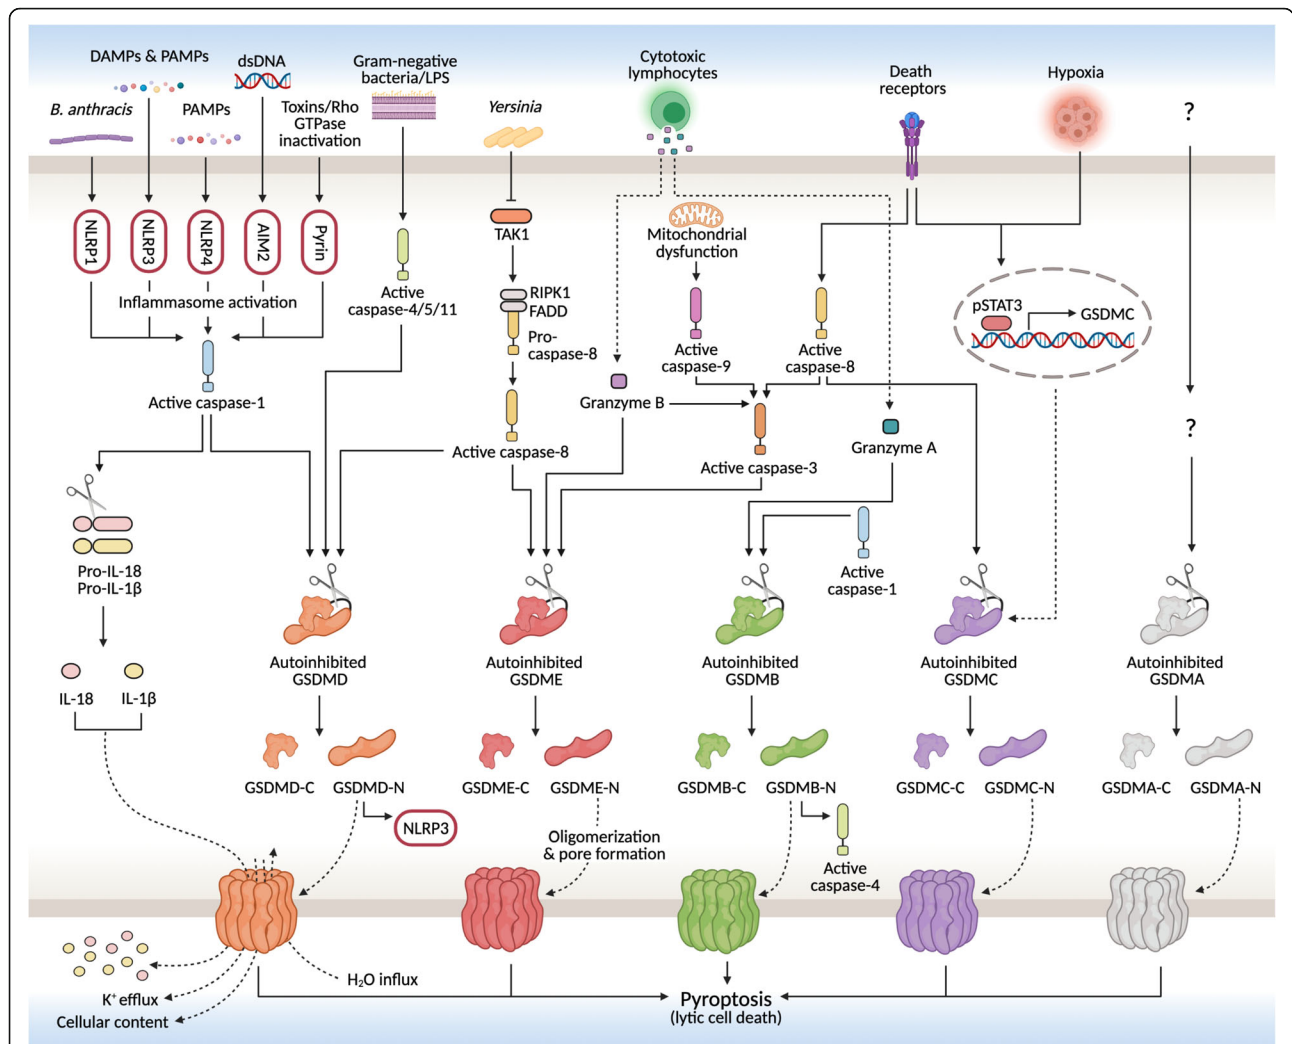 DAMPs & PAMPs
dsDNA
Gram-negative
bacteria/LPS
Cytotoxic
lymphocytes
Death
receptors
Hypoxia
B. anthracis
PAMPs
Toxins/Rho
GTPase
inactivation
Yersinia
?
NLRP1
NLRP3
NLRP4
AIM2
Pyrin
TAK1
Mitochondrial
dysfunction
Inflammasome activation
Active
caspase-4/5/11
RIPK1
FADD
Pro-
caspase-8
pSTAT3
GSDMC
Active
caspase-9
Active
caspase-8
Active caspase-1
Granzyme B
Granzyme A
?
Active caspase-8
Active caspase-3
Pro-IL-18
Pro-IL-1β
Active
caspase-1
Autoinhibited
GSDMD
Autoinhibited
GSDME
Autoinhibited
GSDMB
Autoinhibited
GSDMC
Autoinhibited
GSDMA
IL-18
IL-1β
GSDMD-C
GSDMD-N
GSDME-C
GSDME-N
GSDMB-C
GSDMB-N
GSDMC-C
GSDMC-N
GSDMA-C
GSDMA-N
NLRP3
Oligomerization
& pore formation
Active
caspase-4
H₂O influx
K⁺ efflux
Cellular content
Pyroptosis
(lytic cell death)